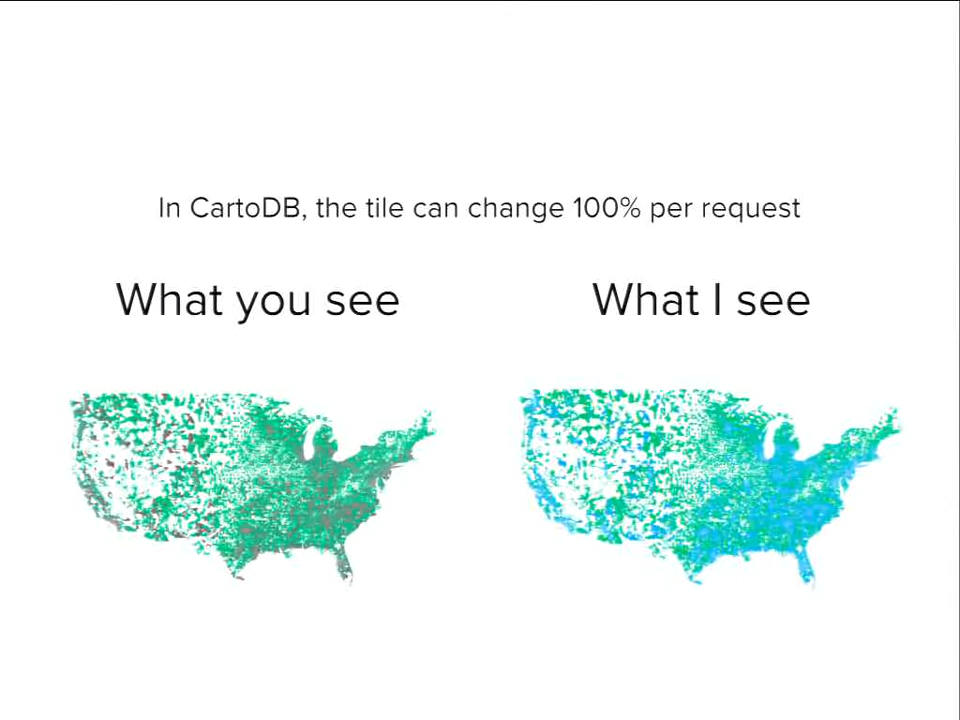 In CartoDB, the tile can change 100% per request
What you see
What I see